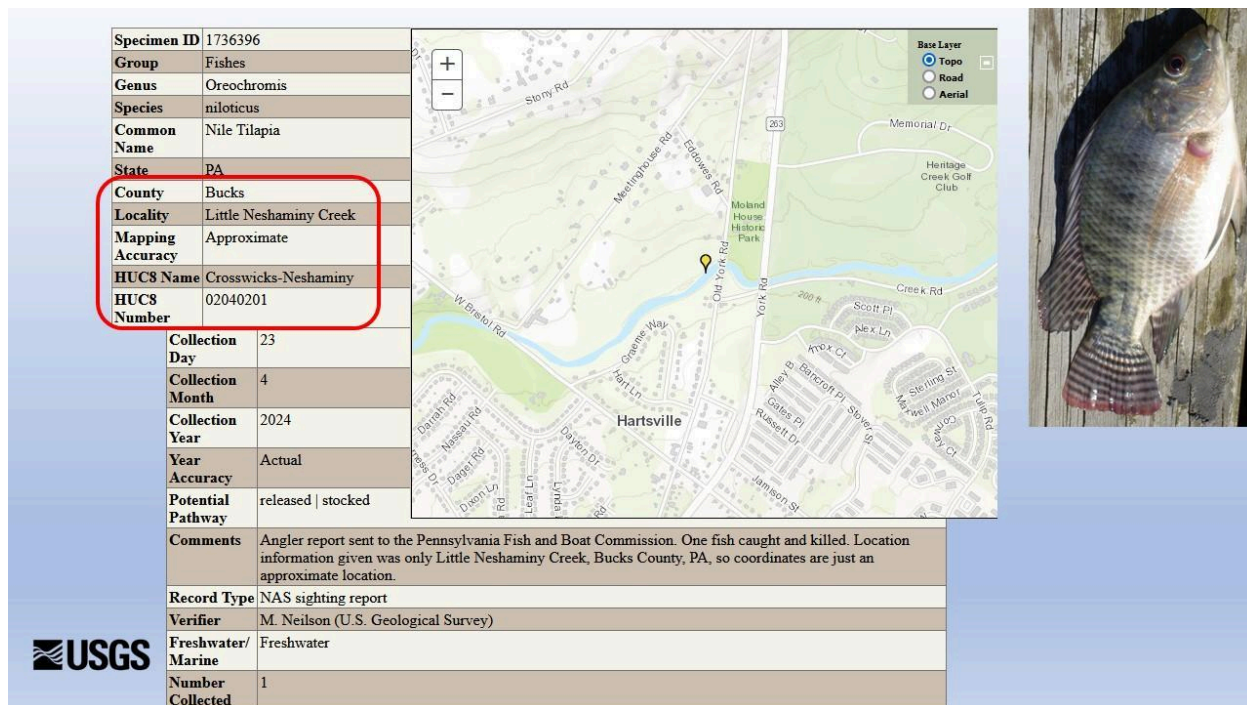 Specimen ID 1736396
Group Fishes
Genus Oreochromis
Species niloticus
Common Name Nile Tilapia
State PA
County Bucks
Locality Little Neshaminy Creek
Mapping Accuracy Approximate
HUC8 Name Crosswicks-Neshaminy
HUC8 Number 02040201
Collection Day 23
Collection Month 4
Collection Year 2024
Year Accuracy Actual
Potential Pathway released | stocked
Comments Angler report sent to the Pennsylvania Fish and Boat Commission. One fish caught and killed. Location
information given was only Little Neshaminy Creek, Bucks County, PA, so coordinates are just an
approximate location.
Record Type NAS sighting report
Verifier M. Neilson (U.S. Geological Survey)
Freshwater/ Marine Freshwater
Number Collected 1
+
−
Base Layer
Topo
Road
Aerial
Stony Rd
263
Memorial Dr
Meetinghouse Rd
Eddowes Rd
Heritage
Creek Golf
Club
Moland
House
Historic
Park
Old York Rd
York Rd
Creek Rd
200 ft
Scott Pl
W Bristol Rd
Graeme Way
Alex Ln
Knox Ct
Hart Ln
Alley B
Bancroft Pl
Sterling St
Maxwell Manor
Tulip Rd
Stover St
Gates Pl
Russett Dr
Hartsville
Darrah Rd
Nassau Rd
Dager Rd
Dayton Dr
Dixon Ln
Rd
Leaf Ln
Lynda
Rd
Jamison St
USGS